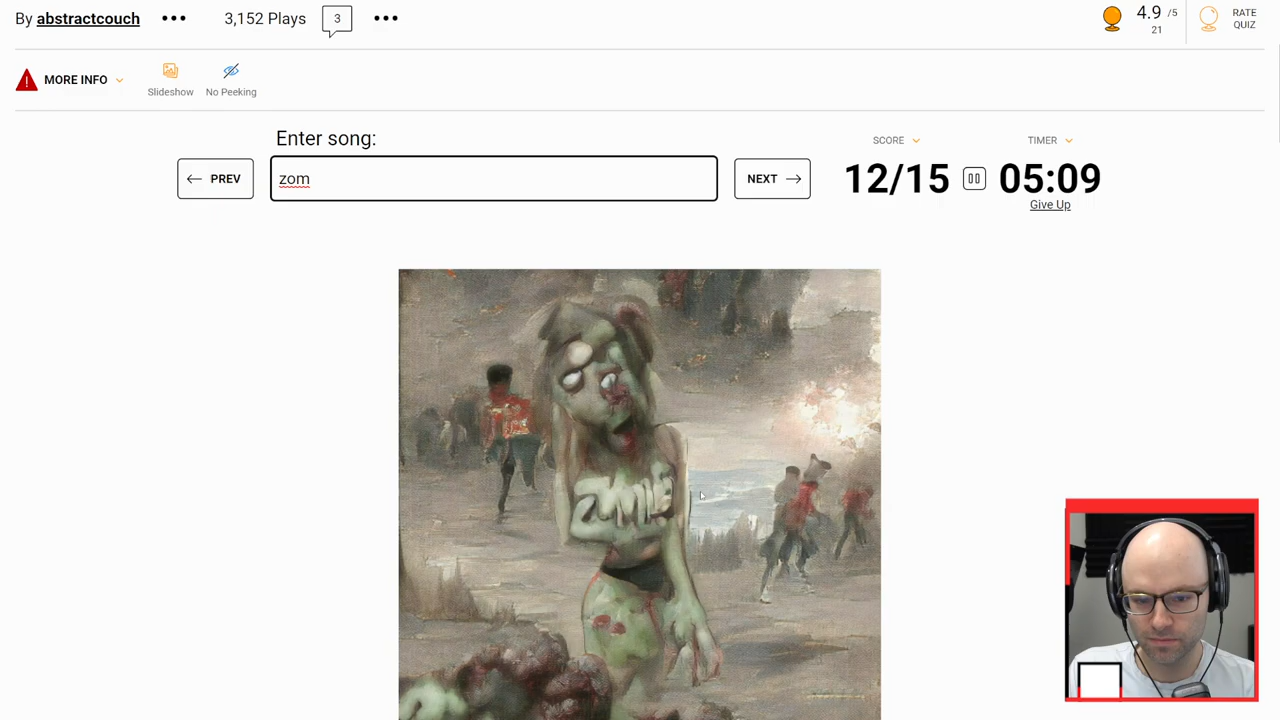 By abstractcouch ••• 3,152 Plays 3 •••
4.9 /5
21
RATE
QUIZ
MORE INFO
Slideshow
No Peeking
Enter song:
← PREV
zom
NEXT →
SCORE
12/15
TIMER
05:09
Give Up